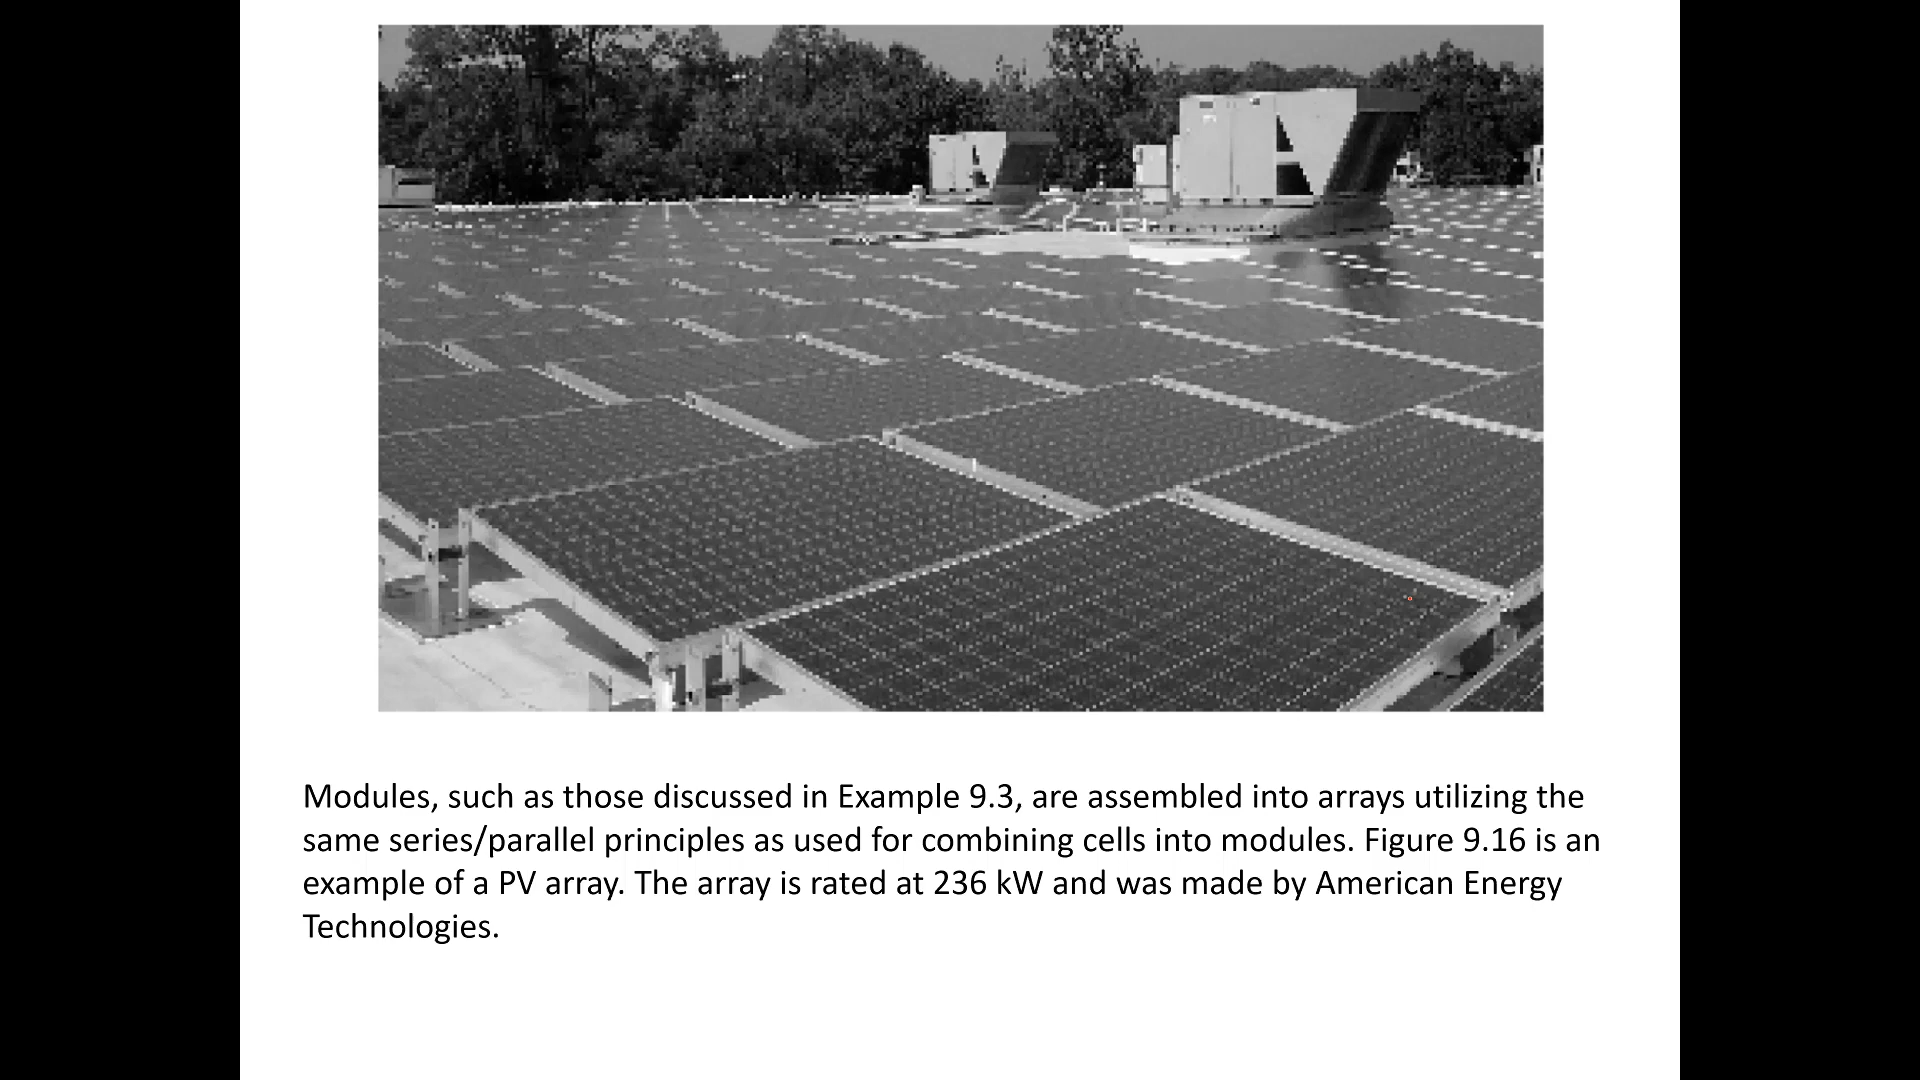 Modules, such as those discussed in Example 9.3, are assembled into arrays utilizing the
same series/parallel principles as used for combining cells into modules. Figure 9.16 is an
example of a PV array. The array is rated at 236 kW and was made by American Energy
Technologies.